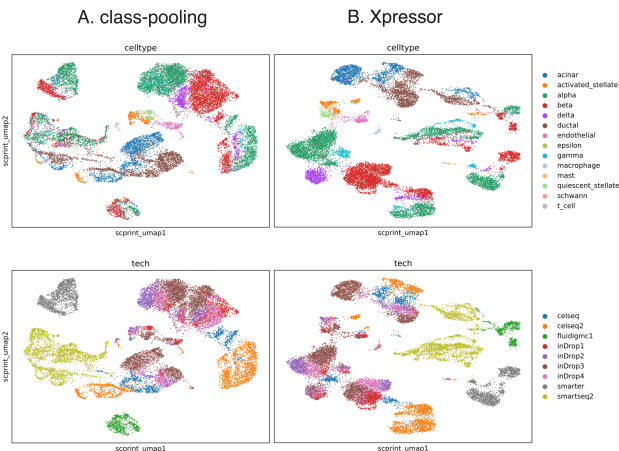 A. class-pooling
B. Xpressor
celltype
celltype
scprint_umap2
scprint_umap1
scprint_umap1
acinar
activated_stellate
alpha
beta
delta
ductal
endothelial
epsilon
gamma
macrophage
mast
quiescent_stellate
schwann
t_cell
tech
tech
scprint_umap2
scprint_umap1
scprint_umap1
celseq
celseq2
fluidigmc1
inDrop1
inDrop2
inDrop3
inDrop4
smarter
smartseq2